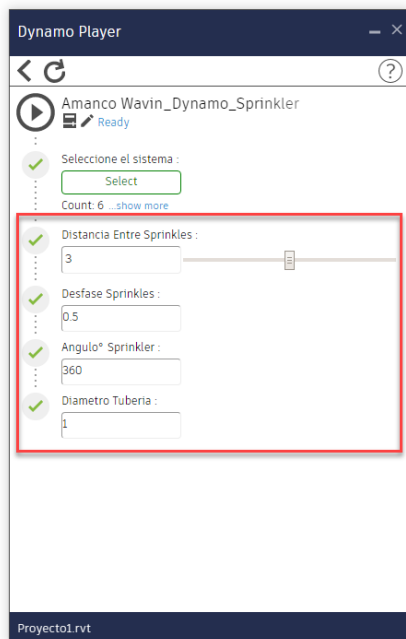 Dynamo Player
Amanco Wavin_Dynamo_Sprinkler
Ready
Seleccione el sistema :
Select
Count: 6 ...show more
Distancia Entre Sprinkles :
3
Desfase Sprinkles :
0.5
Angulo° Sprinkler :
360
Diametro Tuberia :
1
Proyecto1.rvt